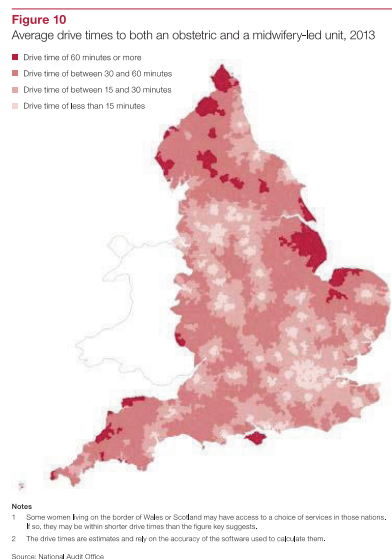 Figure 10
Average drive times to both an obstetric and a midwifery-led unit, 2013
Drive time of 60 minutes or more
Drive time of between 30 and 60 minutes
Drive time of between 15 and 30 minutes
Drive time of less than 15 minutes
Notes
1 Some women living on the border of Wales or Scotland may have access to a choice of services in those nations.
If so, they may be within shorter drive times than the figure key suggests.
2 The drive times are estimates and rely on the accuracy of the software used to calculate them.
Source: National Audit Office